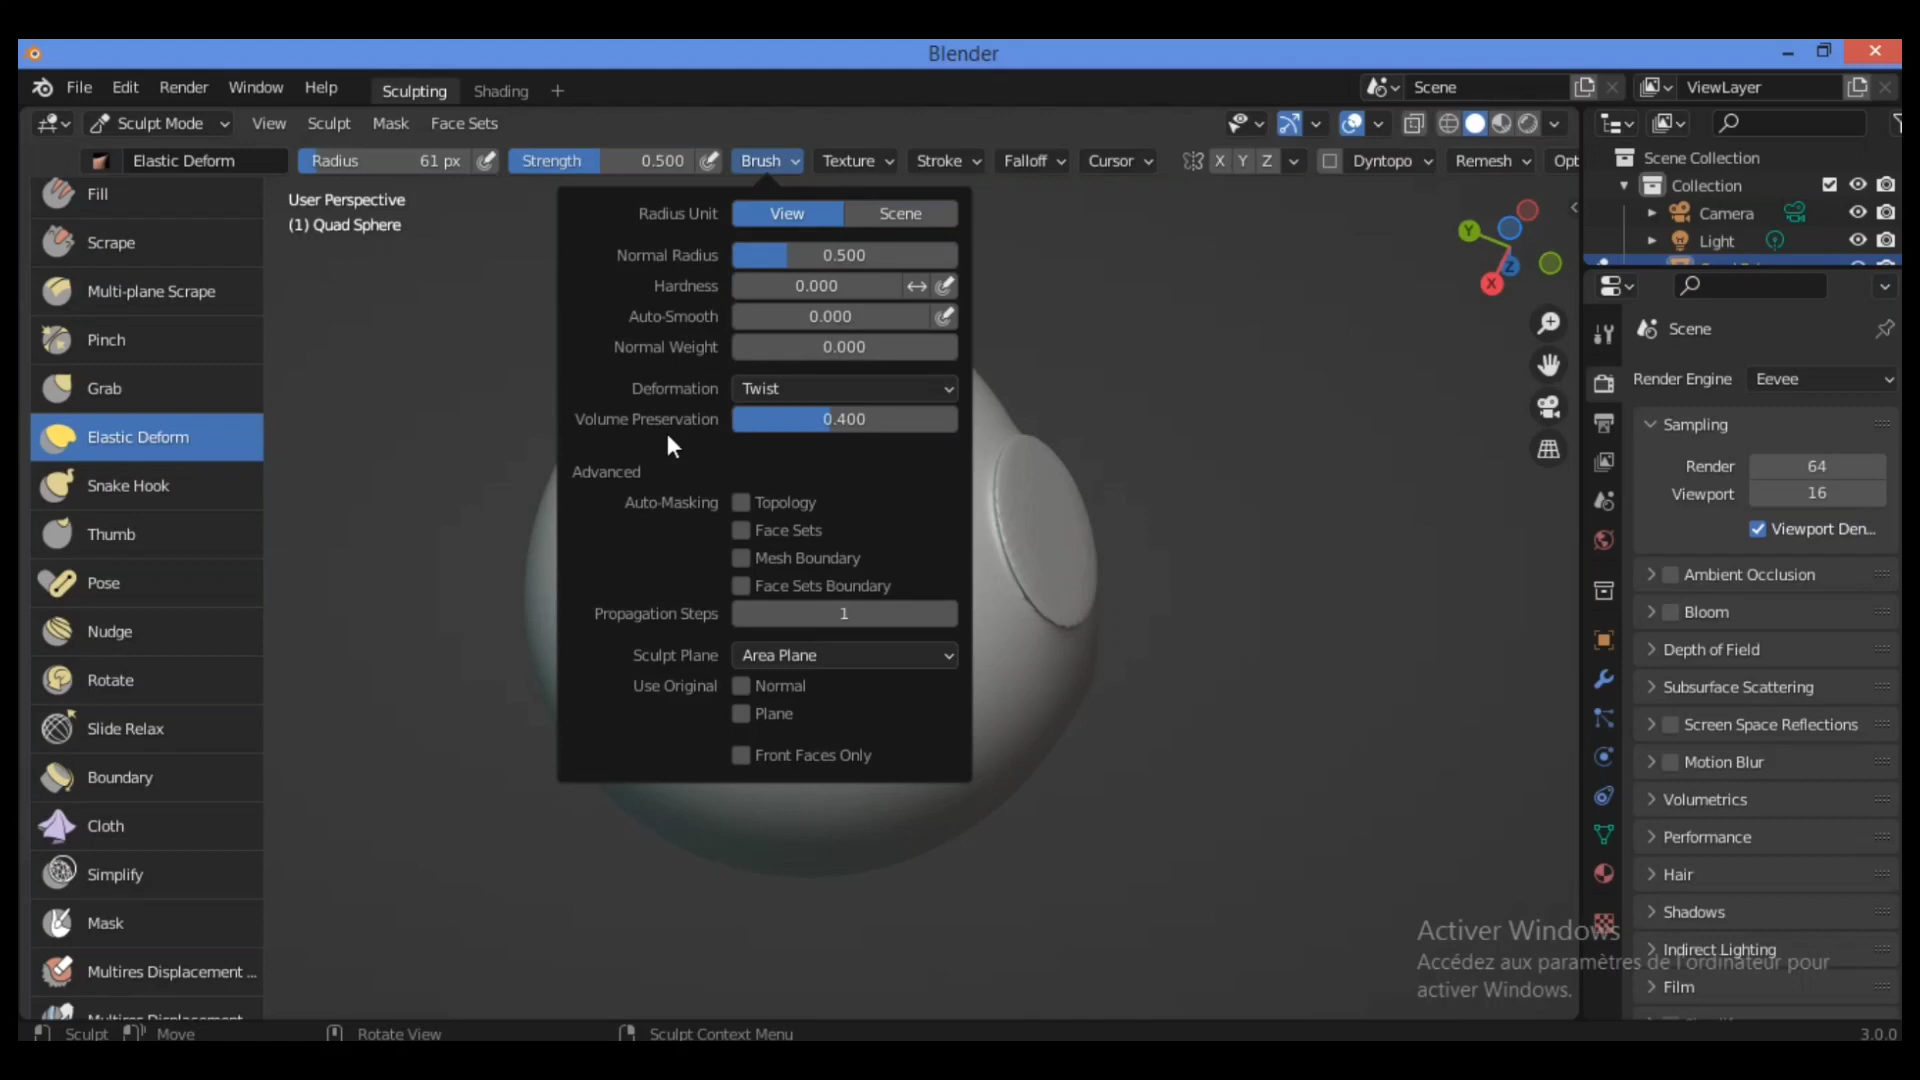 Blender
File Edit Render Window Help Sculpting Shading + Scene ViewLayer
Sculpt Mode View Sculpt Mask Face Sets
Elastic Deform Radius 61 px Strength 0.500 Brush Texture Stroke Falloff Cursor X Y Z Dyntopo Remesh Opt
Scene Collection
Collection
Camera
Light
User Perspective
(1) Quad Sphere
Fill
Scrape
Multi-plane Scrape
Pinch
Grab
Elastic Deform
Snake Hook
Thumb
Pose
Nudge
Rotate
Slide Relax
Boundary
Cloth
Simplify
Mask
Multires Displacement ...
Multires Displacement
Radius Unit View Scene
Normal Radius 0.500
Hardness 0.000
Auto-Smooth 0.000
Normal Weight 0.000
Deformation Twist
Volume Preservation 0.400
Advanced
Auto-Masking Topology
Face Sets
Mesh Boundary
Face Sets Boundary
Propagation Steps 1
Sculpt Plane Area Plane
Use Original Normal
Plane
Front Faces Only
Y
Z
X
Scene
Render Engine Eevee
Sampling
Render 64
Viewport 16
Viewport Den...
Ambient Occlusion
Bloom
Depth of Field
Subsurface Scattering
Screen Space Reflections
Motion Blur
Volumetrics
Performance
Hair
Shadows
Indirect Lighting
Film
Activer Windows
Accédez aux paramètres de l'ordinateur pour
activer Windows.
Sculpt Move Rotate View Sculpt Context Menu 3.0.0